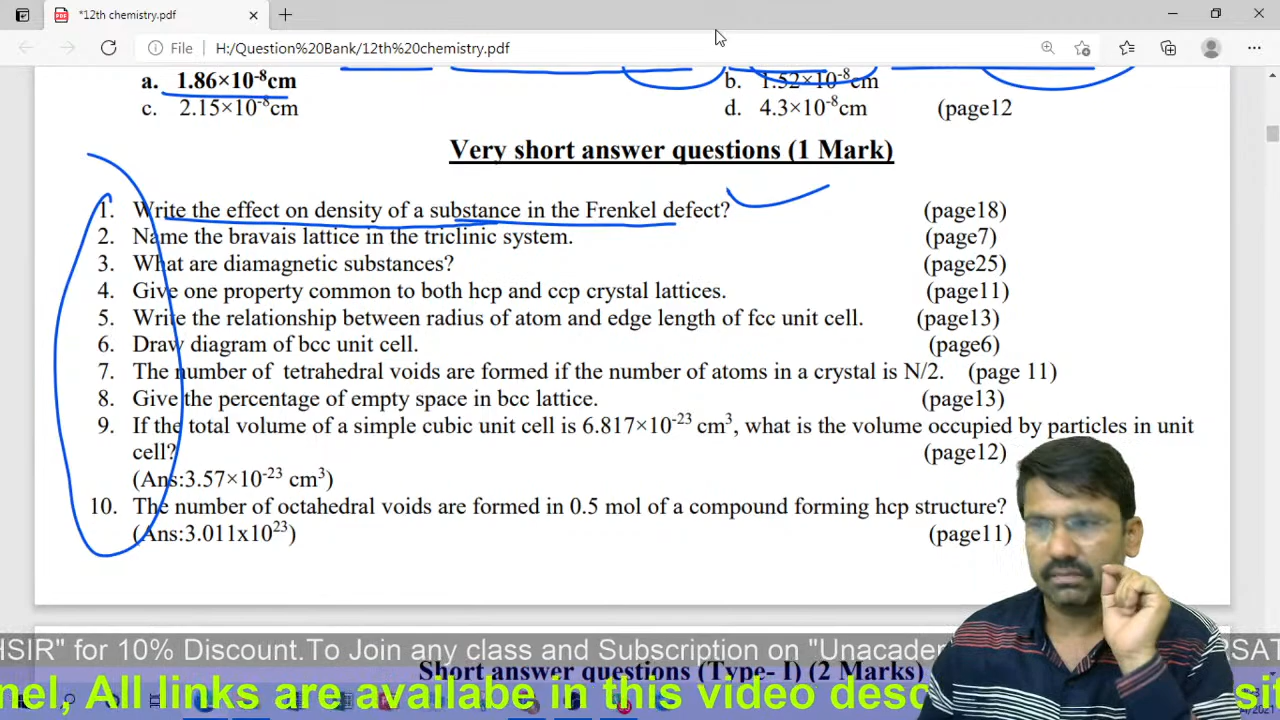 *12th chemistry.pdf
File H:/Question%20Bank/12th%20chemistry.pdf
a. 1.86×10-8cm b. 1.52×10-8cm
c. 2.15×10-8cm d. 4.3×10-8cm (page12
Very short answer questions (1 Mark)
1. Write the effect on density of a substance in the Frenkel defect? (page18)
2. Name the bravais lattice in the triclinic system. (page7)
3. What are diamagnetic substances? (page25)
4. Give one property common to both hcp and ccp crystal lattices. (page11)
5. Write the relationship between radius of atom and edge length of fcc unit cell. (page13)
6. Draw diagram of bcc unit cell. (page6)
7. The number of tetrahedral voids are formed if the number of atoms in a crystal is N/2. (page 11)
8. Give the percentage of empty space in bcc lattice. (page13)
9. If the total volume of a simple cubic unit cell is 6.817×10-23 cm3, what is the volume occupied by particles in unit
cell? (page12)
(Ans:3.57×10-23 cm3)
10. The number of octahedral voids are formed in 0.5 mol of a compound forming hcp structure?
(Ans:3.011x1023) (page11)
HSIR" for 10% Discount.To Join any class and Subscription on "Unacade
Short answer questions (Type- I) (2 Marks)
nel, All links are availabe in this video desc